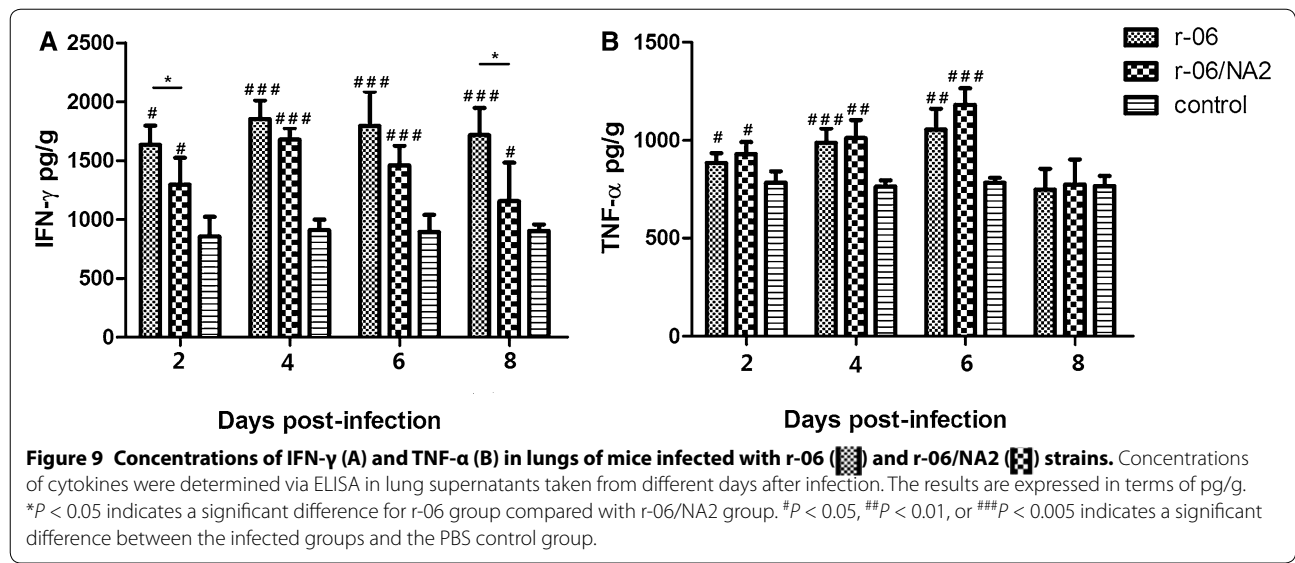 A
2500
2000
1500
1000
500
0
IFN-γ pg/g
*
*
#
#
###
###
###
###
###
#
2 4 6 8
Days post-infection
B
1500
1000
500
0
TNF-α pg/g
#
#
###
##
##
###
2 4 6 8
Days post-infection
r-06
r-06/NA2
control
Figure 9 Concentrations of IFN-γ (A) and TNF-α (B) in lungs of mice infected with r-06 ( ) and r-06/NA2 ( ) strains. Concentrations
of cytokines were determined via ELISA in lung supernatants taken from different days after infection. The results are expressed in terms of pg/g.
*P < 0.05 indicates a significant difference for r-06 group compared with r-06/NA2 group. #P < 0.05, ##P < 0.01, or ###P < 0.005 indicates a significant
difference between the infected groups and the PBS control group.